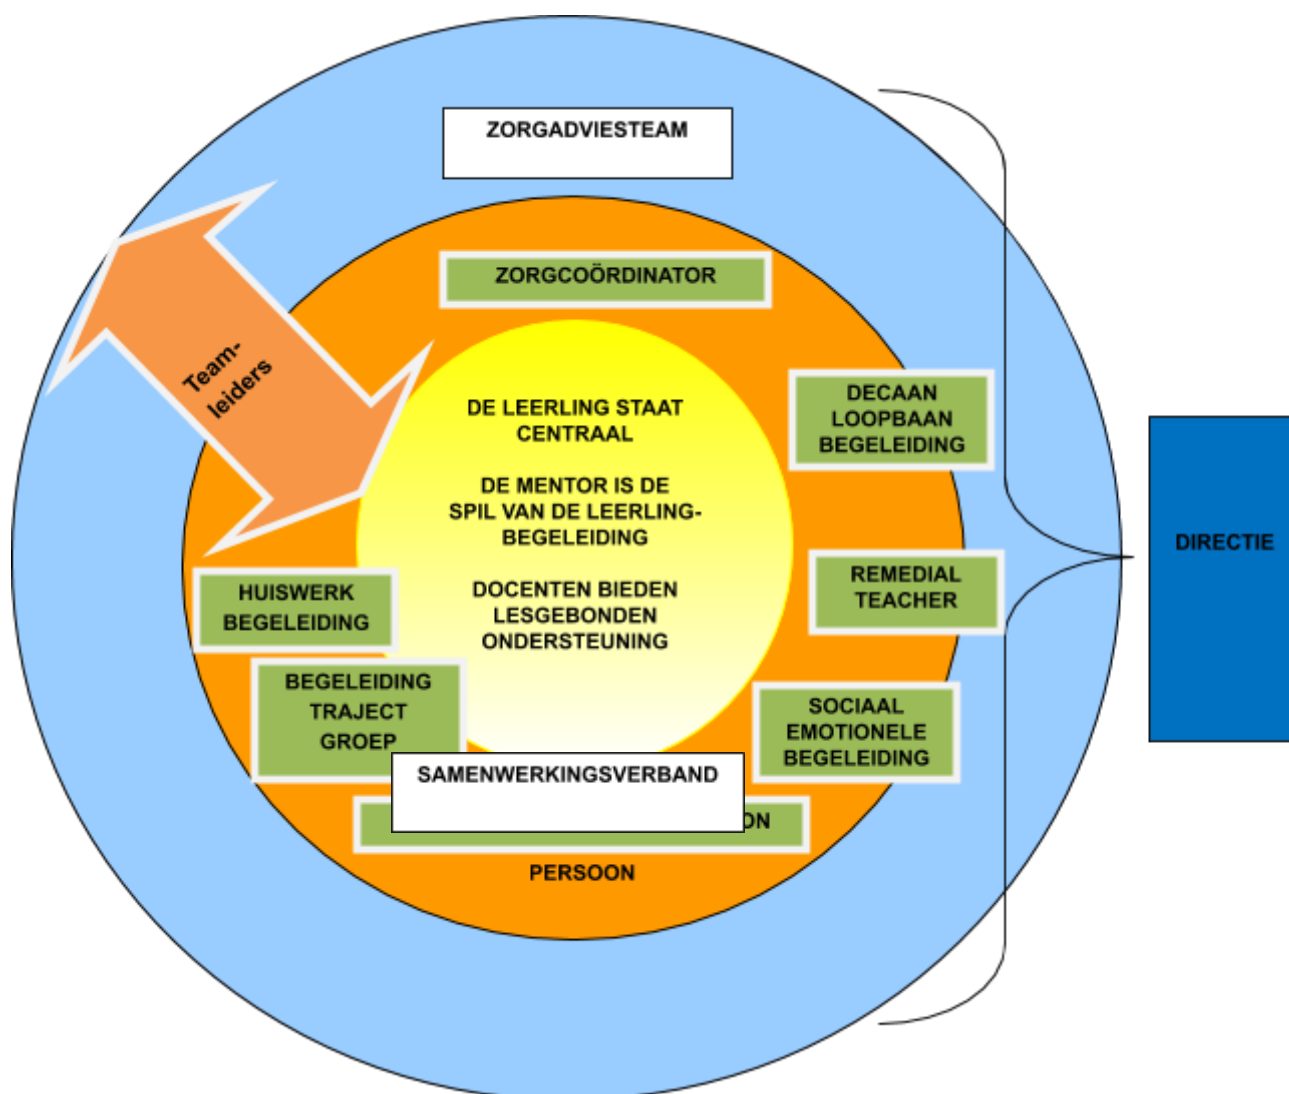 ZORGADVIESTEAM
ZORGCOÖRDINATOR
Team-
leiders
DE LEERLING STAAT
CENTRAAL
DE MENTOR IS DE
SPIL VAN DE LEERLING-
BEGELEIDING
DOCENTEN BIEDEN
LESGEBONDEN
ONDERSTEUNING
DECAAN
LOOPBAAN
BEGELEIDING
DIRECTIE
REMEDIAL
TEACHER
HUISWERK
BEGELEIDING
BEGELEIDING
TRAJECT
GROEP
SOCIAAL
EMOTIONELE
BEGELEIDING
SAMENWERKINGSVERBAND
PERSOON